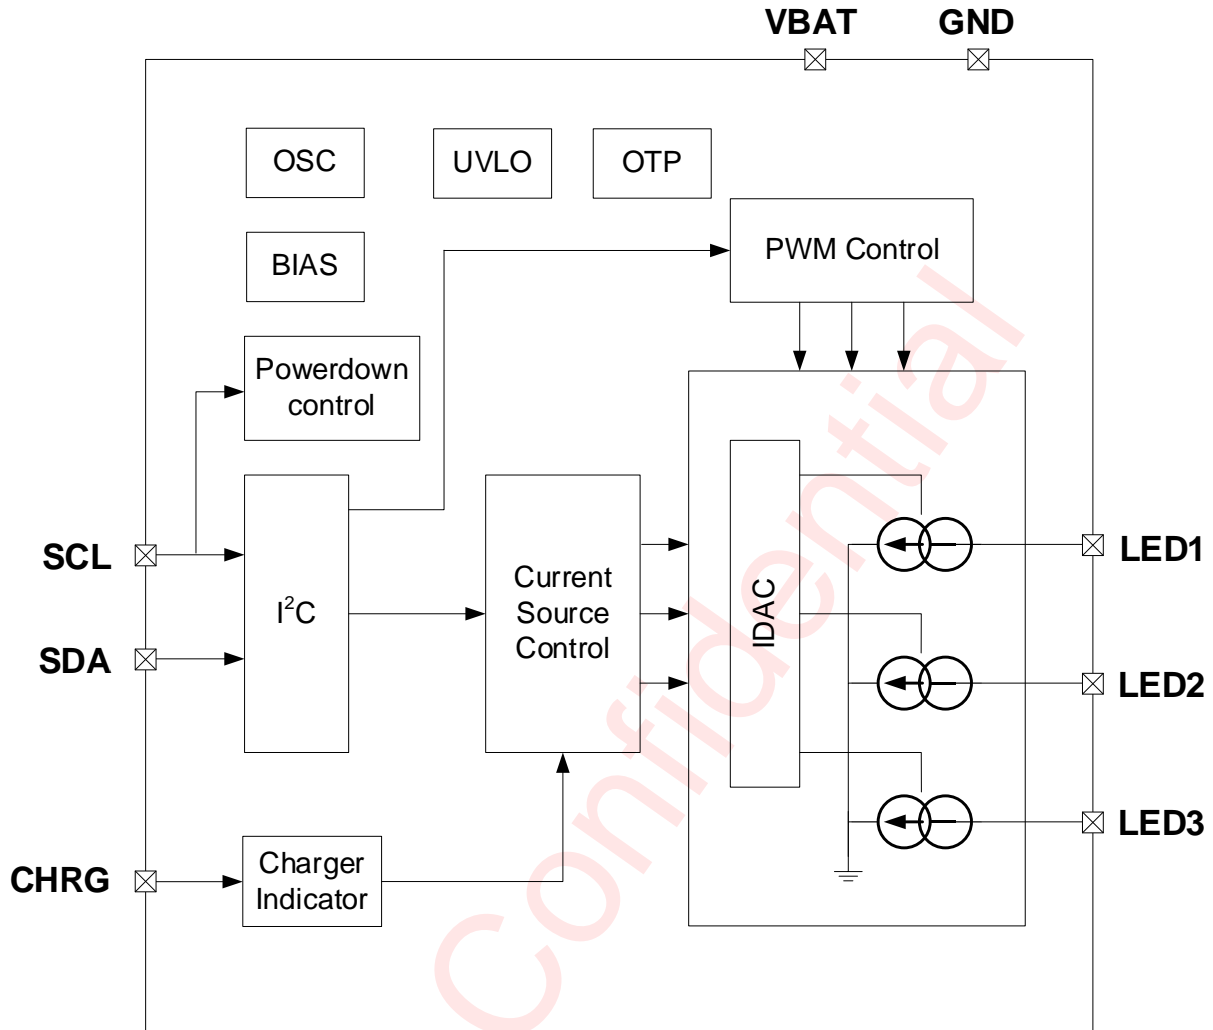 VBAT GND
OSC UVLO OTP
BIAS
PWM Control
Powerdown
control
SCL
SDA
I²C
Current
Source
Control
IDAC
LED1
LED2
LED3
CHRG
Charger
Indicator
Confidential